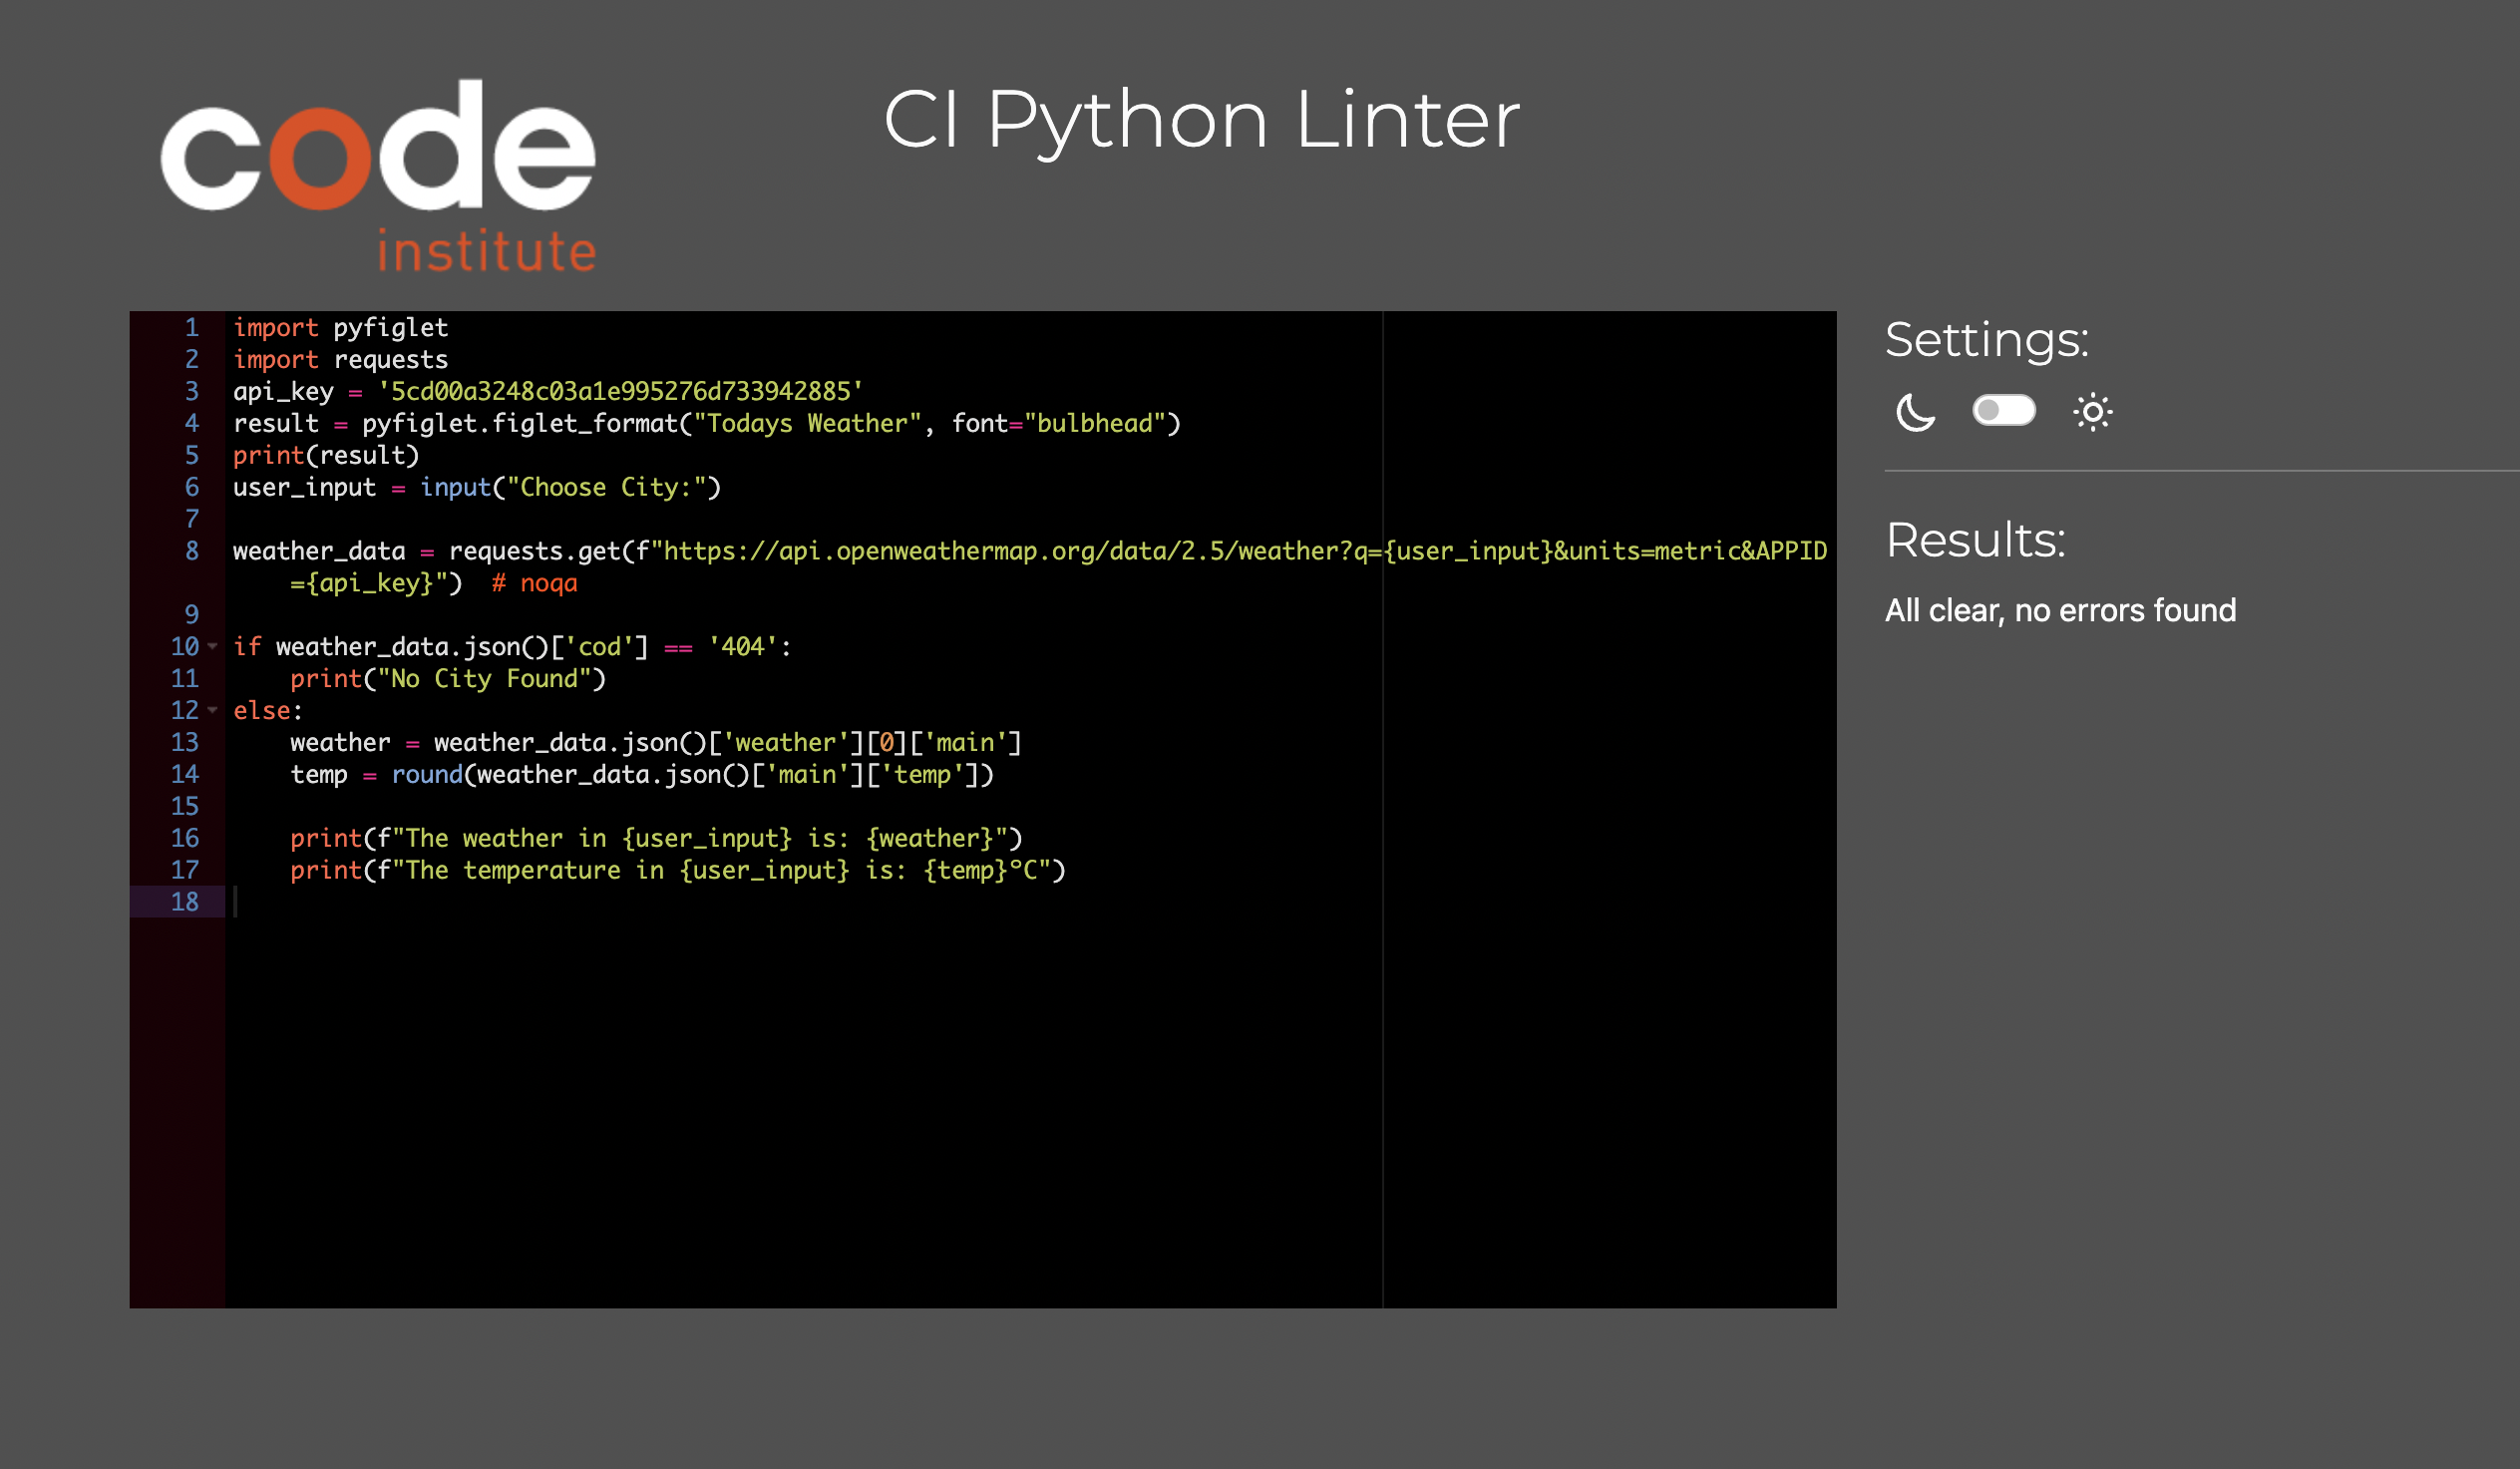 code
institute
CI Python Linter
1 import pyfiglet
2 import requests
3 api_key = '5cd00a3248c03a1e995276d733942885'
4 result = pyfiglet.figlet_format("Todays Weather", font="bulbhead")
5 print(result)
6 user_input = input("Choose City:")
7
8 weather_data = requests.get(f"https://api.openweathermap.org/data/2.5/weather?q={user_input}&units=metric&APPID
={api_key}")  # noqa
9
10 if weather_data.json()['cod'] == '404':
11     print("No City Found")
12 else:
13     weather = weather_data.json()['weather'][0]['main']
14     temp = round(weather_data.json()['main']['temp'])
15
16     print(f"The weather in {user_input} is: {weather}")
17     print(f"The temperature in {user_input} is: {temp}ºC")
18
Settings:
Results:
All clear, no errors found